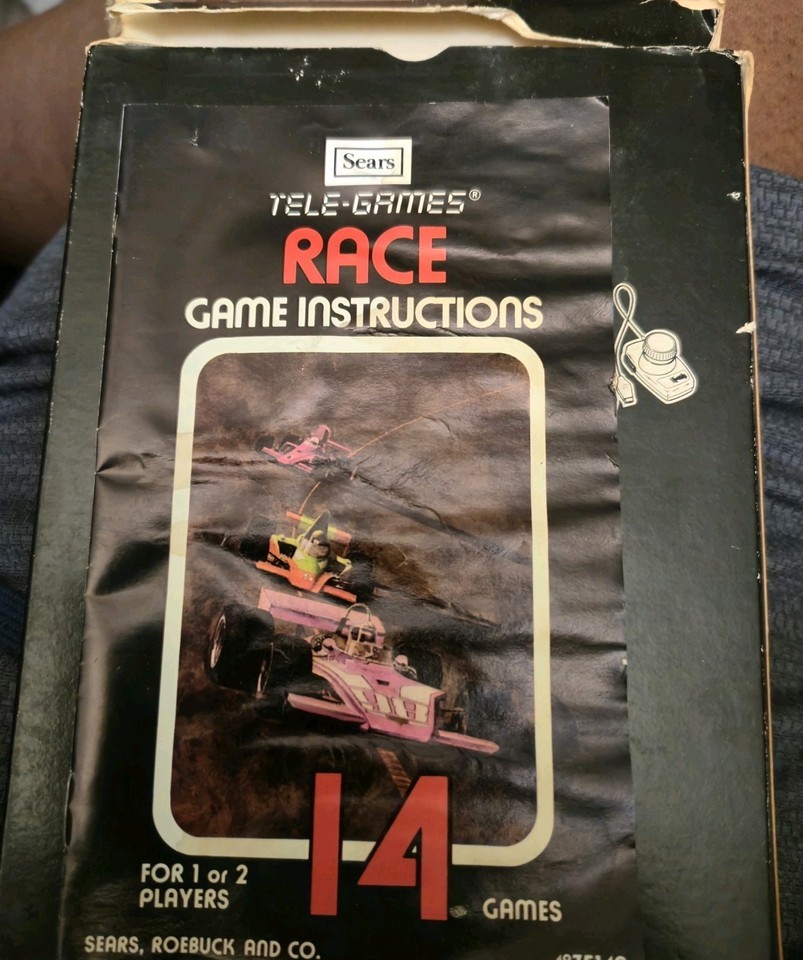 Sears
TELE-GAMES®
RACE
GAME INSTRUCTIONS
14
FOR 1 or 2
PLAYERS
GAMES
SEARS, ROEBUCK AND CO.